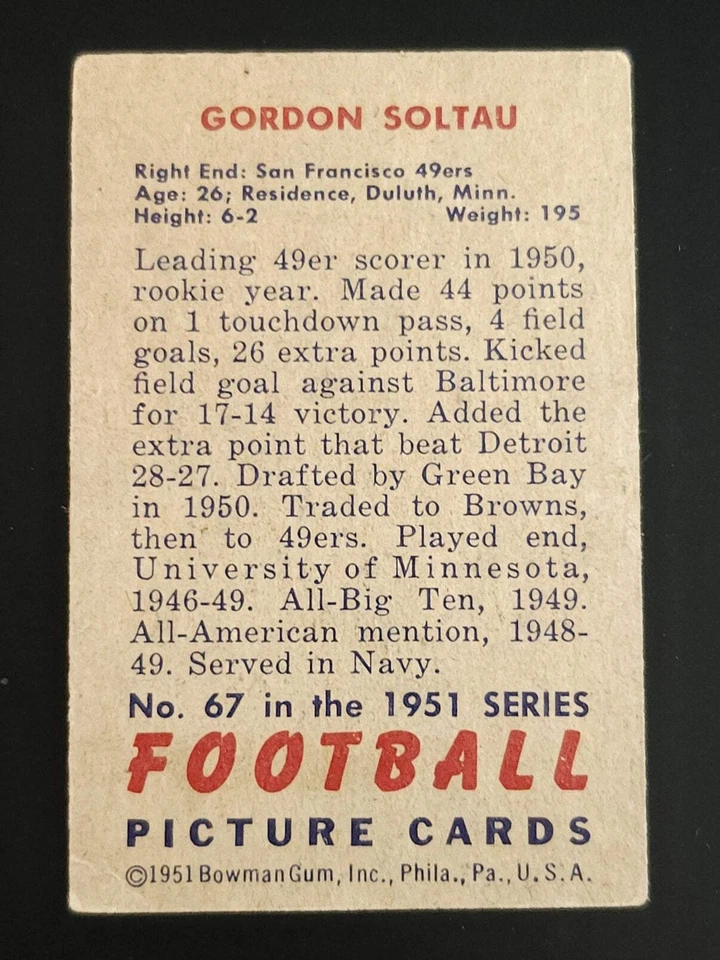 GORDON SOLTAU
Right End: San Francisco 49ers
Age: 26; Residence, Duluth, Minn.
Height: 6-2 Weight: 195
Leading 49er scorer in 1950,
rookie year. Made 44 points
on 1 touchdown pass, 4 field
goals, 26 extra points. Kicked
field goal against Baltimore
for 17-14 victory. Added the
extra point that beat Detroit
28-27. Drafted by Green Bay
in 1950. Traded to Browns,
then to 49ers. Played end,
University of Minnesota,
1946-49. All-Big Ten, 1949.
All-American mention, 1948-
49. Served in Navy.
No. 67 in the 1951 SERIES
FOOTBALL
PICTURE CARDS
©1951 Bowman Gum, Inc., Phila., Pa., U.S.A.